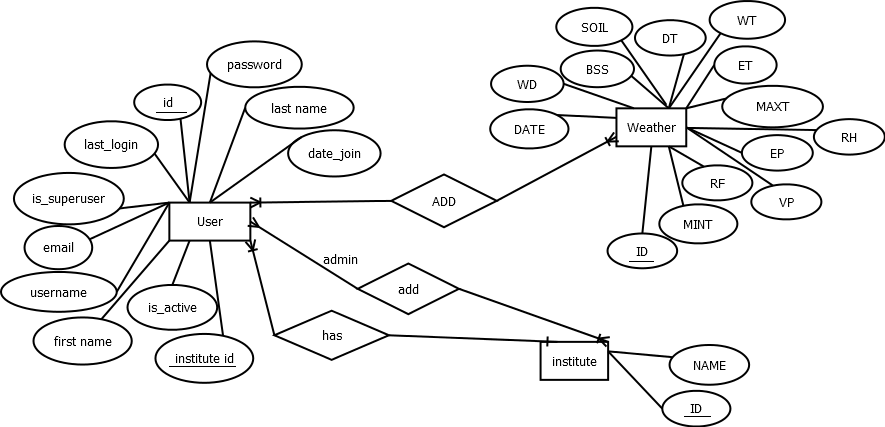 SOIL
WT
DT
password
BSS
ET
WD
id
last name
MAXT
DATE
Weather
RH
last_login
date_join
EP
RF
is_superuser
ADD
VP
User
MINT
email
ID
admin
username
add
is_active
first name
has
institute id
institute
NAME
ID